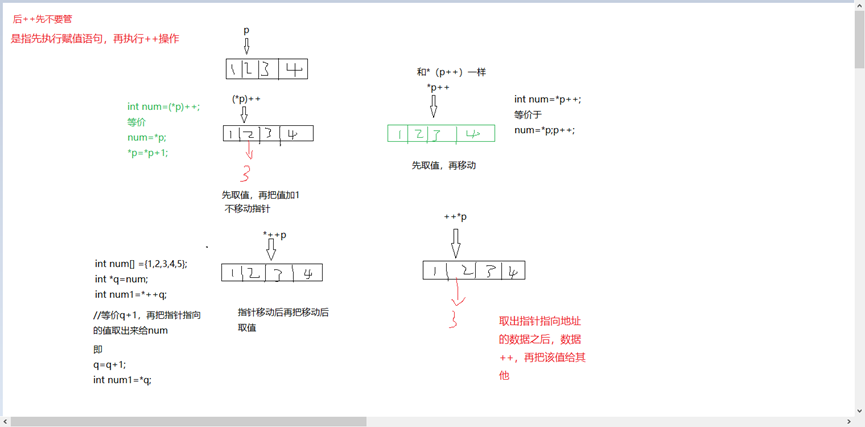 后++先不要管
是指先执行赋值语句，再执行++操作
p
1 2 3 4
(*p)++
int num=(*p)++;
等价
num=*p;
*p=*p+1;
1 2 3 4
3
先取值，再把值加1
不移动指针
和*（p++）一样
*p++
1 2 3 4
先取值，再移动
int num=*p++;
等价于
num=*p;p++;
*++p
1 2 3 4
int num[] ={1,2,3,4,5};
int *q=num;
int num1=*++q;
//等价q+1，再把指针指向
的值取出来给num
即
q=q+1;
int num1=*q;
指针移动后再把移动后
取值
++*p
1 2 3 4
3
取出指针指向地址
的数据之后，数据
++，再把该值给其
他